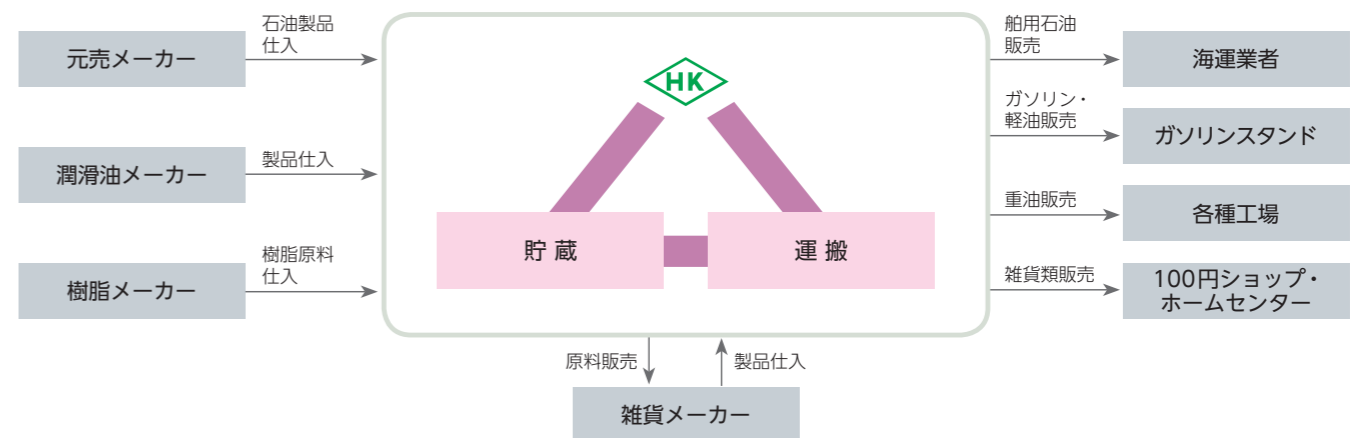 石油製品
仕入
元売メーカー
製品仕入
潤滑油メーカー
樹脂原料
仕入
樹脂メーカー
HK
貯蔵
運搬
舶用石油
販売
海運業者
ガソリン・
軽油販売
ガソリンスタンド
重油販売
各種工場
雑貨類販売
100円ショップ・
ホームセンター
原料販売
製品仕入
雑貨メーカー